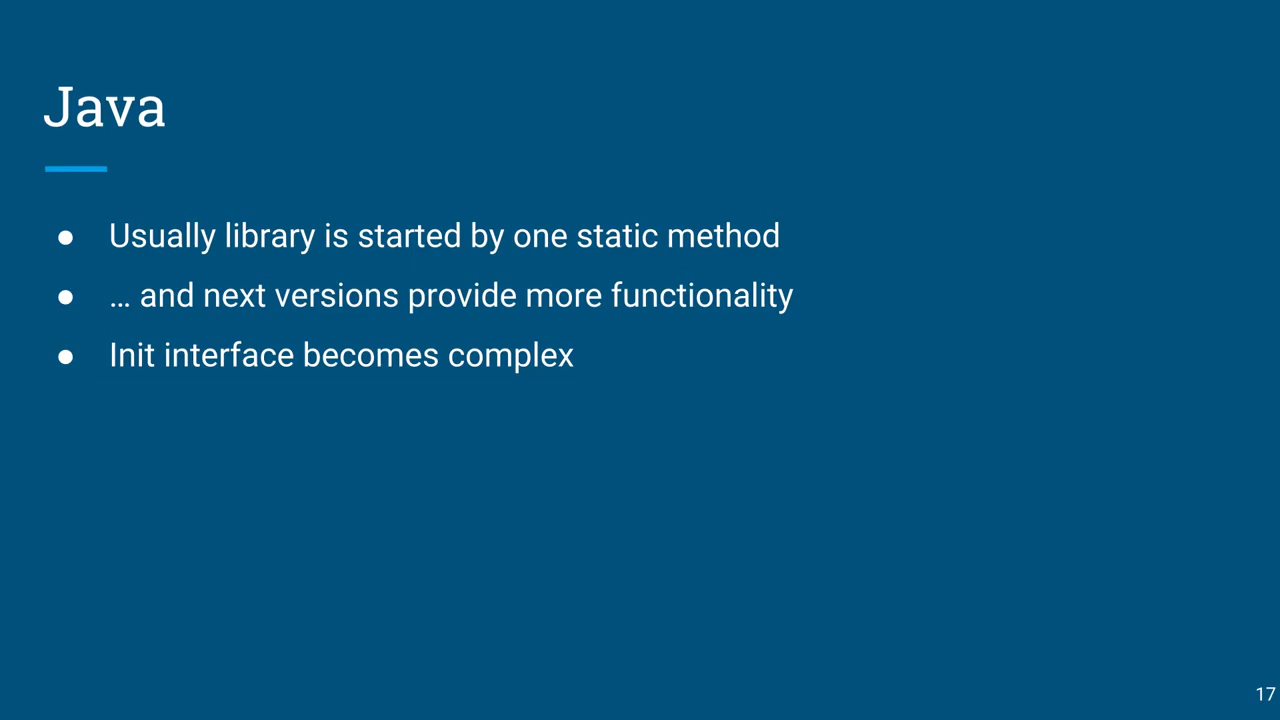 Java
● Usually library is started by one static method
● … and next versions provide more functionality
● Init interface becomes complex
17